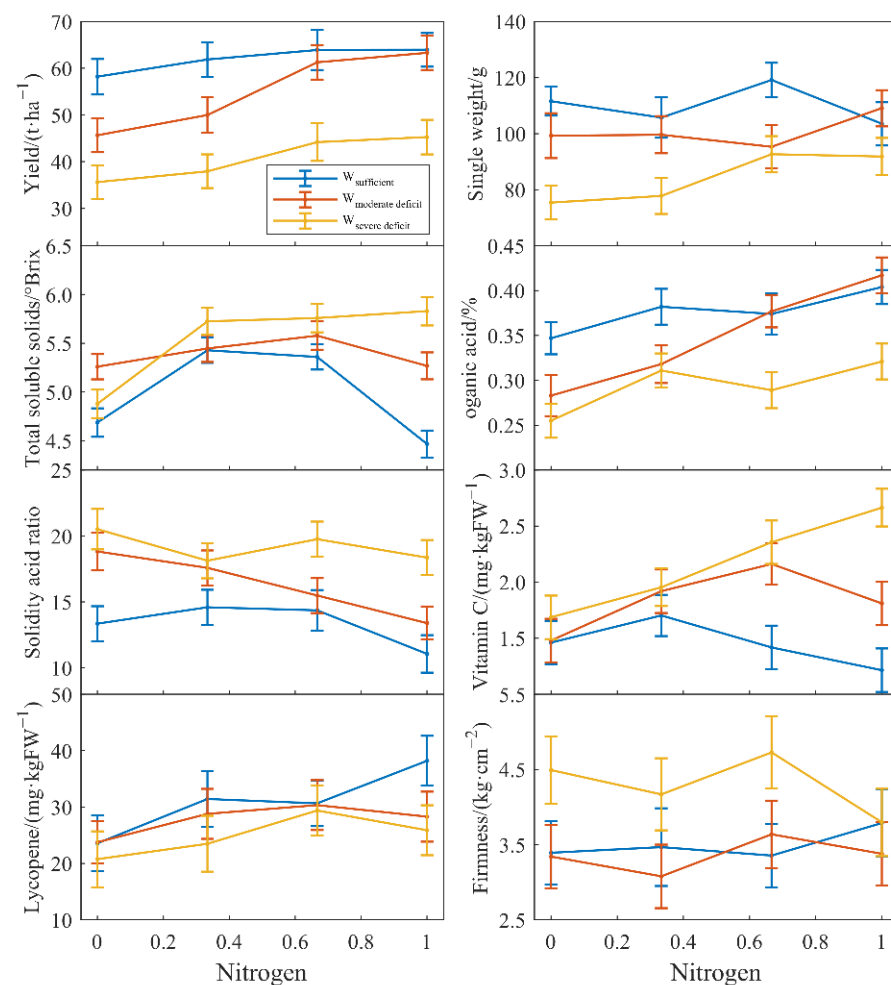 70
60
50
40
30
Yield/(t·ha⁻¹)
W sufficient
W moderate deficit
W severe deficit
140
120
100
80
60
Single weight/g
6.5
6.0
5.5
5.0
4.5
Total soluble solids/°Brix
0.45
0.40
0.35
0.30
0.25
oganic acid/%
25
20
15
10
Solidity acid ratio
3.0
2.5
2.0
1.5
Vitamin C/(mg·kgFW⁻¹)
50
40
30
20
10
Lycopene/(mg·kgFW⁻¹)
5.5
4.5
3.5
2.5
Firmness/(kg·cm⁻²)
0 0.2 0.4 0.6 0.8 1
Nitrogen
0 0.2 0.4 0.6 0.8 1
Nitrogen